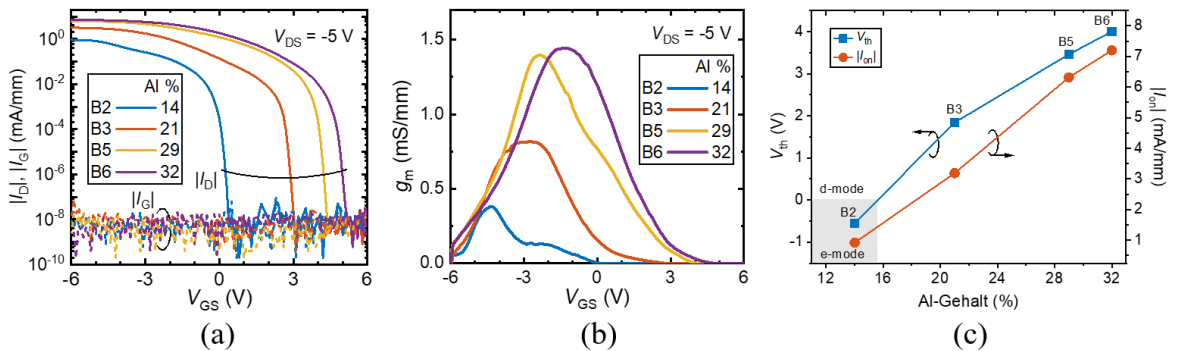 V_DS = -5 V
|I_D|, |I_G| (mA/mm)
10^0
10^-2
10^-4
10^-6
10^-8
10^-10
Al %
B2 14
B3 21
B5 29
B6 32
|I_D|
|I_G|
-6 -3 0 3 6
V_GS (V)
(a)
V_DS = -5 V
g_m (mS/mm)
1.5
1.0
0.5
0.0
Al %
B2 14
B3 21
B5 29
B6 32
-6 -3 0 3 6
V_GS (V)
(b)
V_th
|I_on|
V_th (V)
4
3
2
1
0
-1
B6
B5
B3
B2
d-mode
e-mode
8
7
6
5
4
3
2
1
|I_on| (mA/mm)
12 16 20 24 28 32
Al-Gehalt (%)
(c)